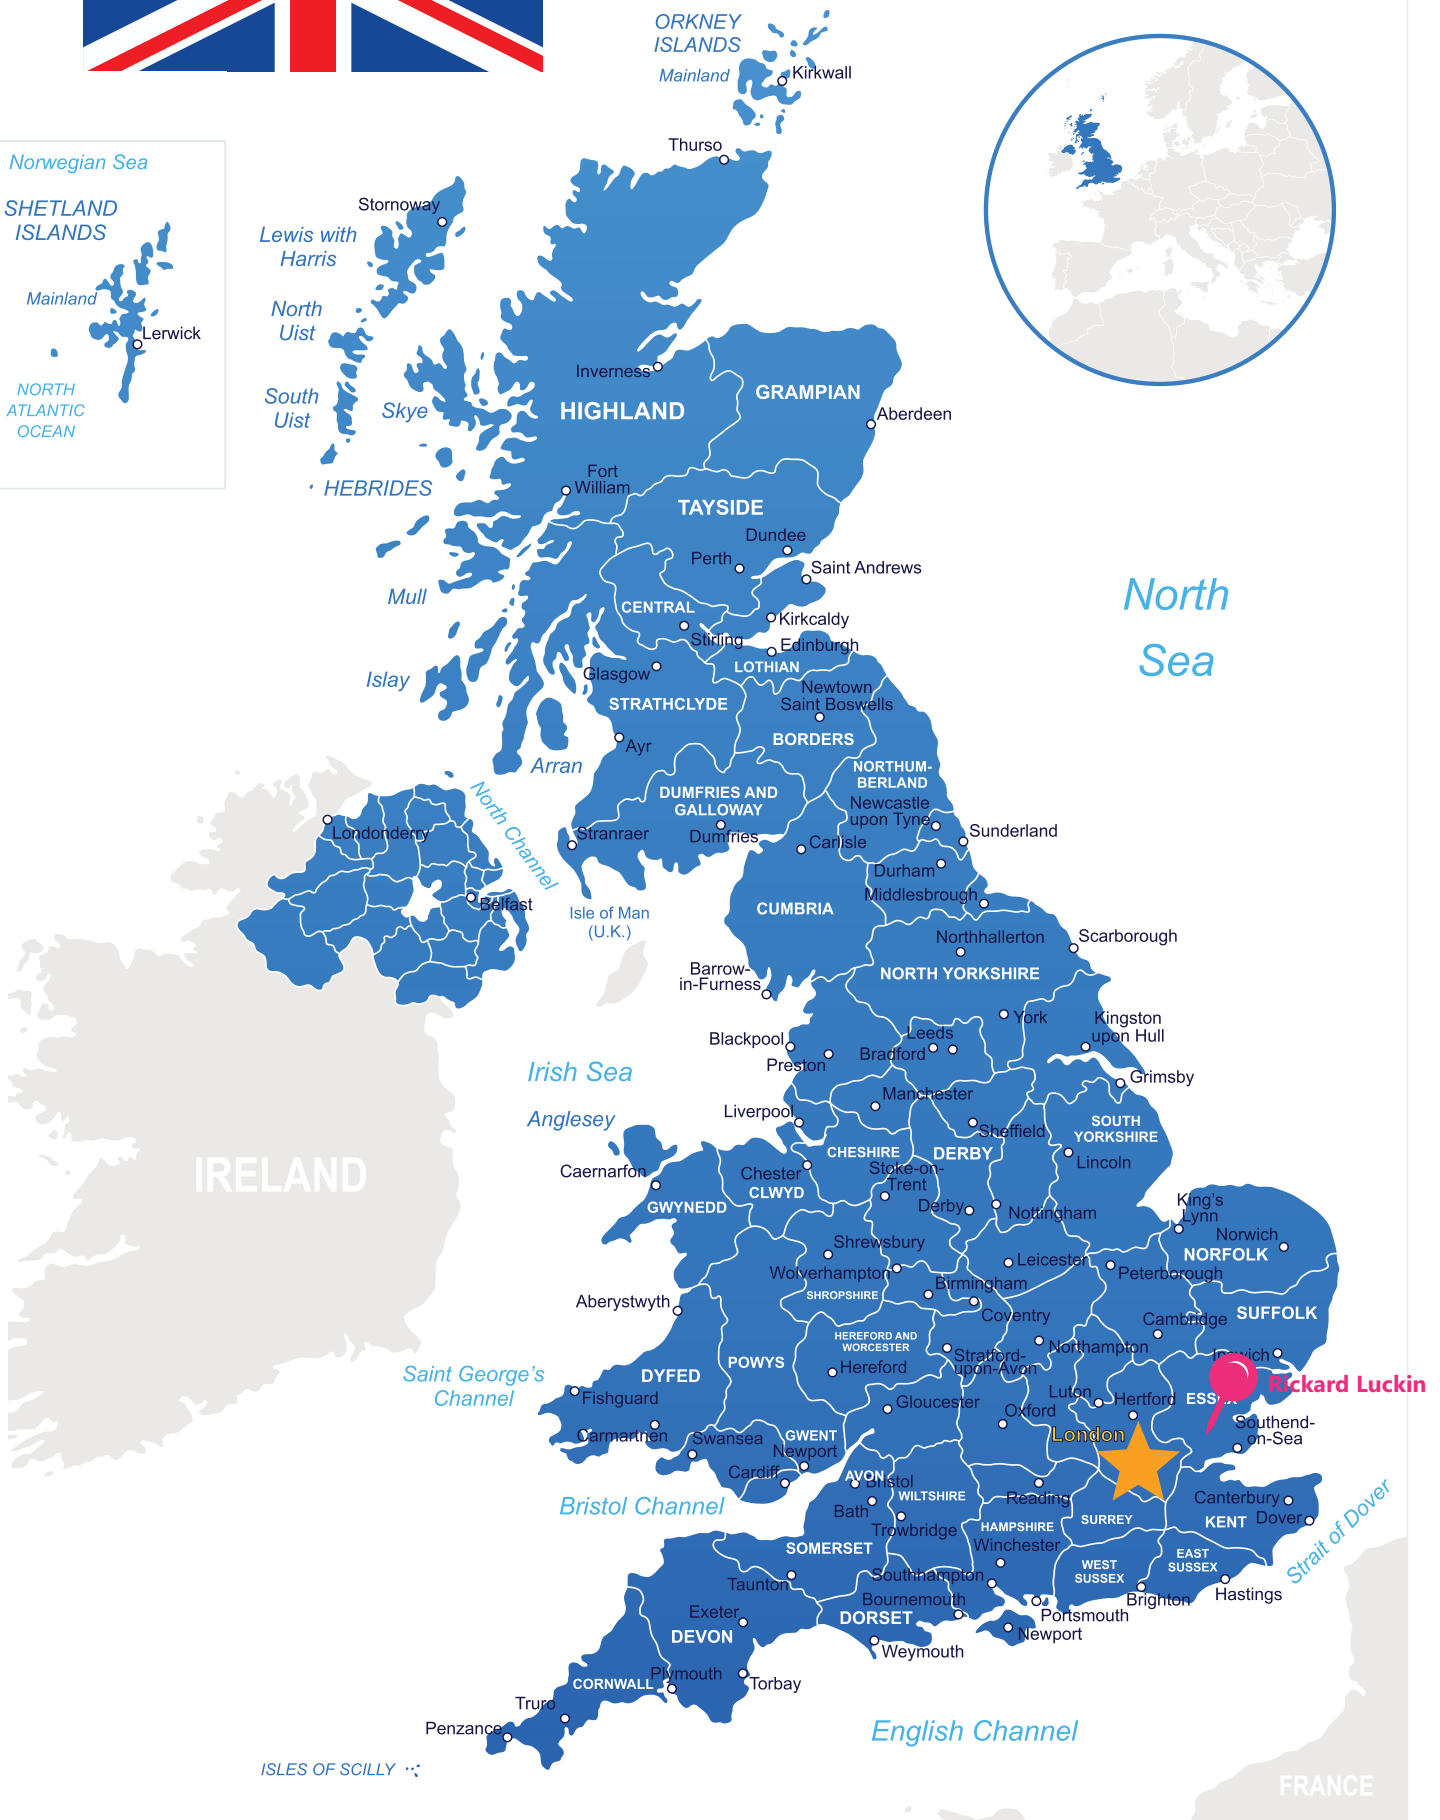 ORKNEY
ISLANDS
Mainland
Kirkwall
Thurso
Norwegian Sea
SHETLAND
ISLANDS
Mainland
Lerwick
NORTH
ATLANTIC
OCEAN
Stornoway
Lewis with
Harris
North
Uist
South
Uist
Skye
HEBRIDES
Inverness
HIGHLAND
GRAMPIAN
Aberdeen
Fort
William
TAYSIDE
Dundee
Perth
Saint Andrews
Mull
CENTRAL
Kirkcaldy
Stirling
Edinburgh
LOTHIAN
Glasgow
Islay
STRATHCLYDE
Newtown
Saint Boswells
BORDERS
Ayr
Arran
North
Sea
NORTHUM-
BERLAND
DUMFRIES AND
GALLOWAY
Newcastle
upon Tyne
Sunderland
North Channel
Londonderry
Stranraer
Dumfries
Carlisle
Durham
Middlesbrough
Belfast
Isle of Man
(U.K.)
CUMBRIA
Northhallerton
Scarborough
NORTH YORKSHIRE
Barrow-
in-Furness
York
Kingston
upon Hull
Blackpool
Leeds
Bradford
Preston
Irish Sea
Grimsby
Manchester
Anglesey
Liverpool
Sheffield
SOUTH
YORKSHIRE
CHESHIRE
DERBY
Lincoln
IRELAND
Caernarfon
Chester
CLWYD
Stoke-on-
Trent
GWYNEDD
Derby
Nottingham
King's
Lynn
Norwich
NORFOLK
Shrewsbury
Wolverhampton
Leicester
Peterborough
Birmingham
SHROPSHIRE
Aberystwyth
Coventry
Cambridge
SUFFOLK
HEREFORD AND
WORCESTER
Northampton
Stratford-
upon-Avon
Ipswich
POWYS
Hereford
Saint George's
Channel
DYFED
Rickard Luckin
Fishguard
Luton
Hertford
ESSEX
Gloucester
Oxford
Southend-
on-Sea
London
Carmarthen
Swansea
GWENT
Newport
Cardiff
AVON
Bristol
Bristol Channel
WILTSHIRE
Reading
Canterbury
Bath
Trowbridge
SURREY
KENT
Dover
Strait of Dover
HAMPSHIRE
Winchester
SOMERSET
WEST
SUSSEX
EAST
SUSSEX
Taunton
Southhampton
Bournemouth
Brighton
Hastings
Exeter
DORSET
Portsmouth
Newport
DEVON
Weymouth
CORNWALL
Plymouth
Torbay
Truro
Penzance
English Channel
ISLES OF SCILLY
FRANCE